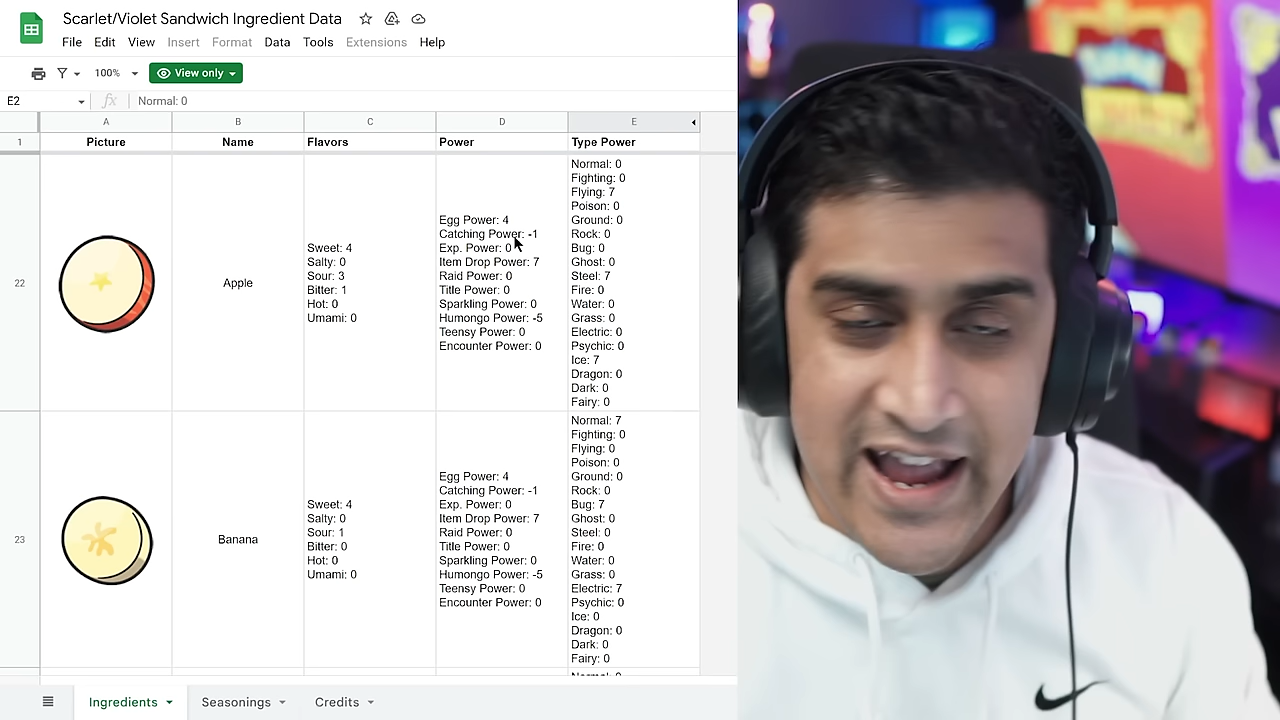 Scarlet/Violet Sandwich Ingredient Data
File Edit View Insert Format Data Tools Extensions Help
100% View only
E2 fx Normal: 0
A B C D E
1 Picture Name Flavors Power Type Power
22
Apple
Sweet: 4
Salty: 0
Sour: 3
Bitter: 1
Hot: 0
Umami: 0
Egg Power: 4
Catching Power: -1
Exp. Power: 0
Item Drop Power: 7
Raid Power: 0
Title Power: 0
Sparkling Power: 0
Humongo Power: -5
Teensy Power: 0
Encounter Power: 0
Normal: 0
Fighting: 0
Flying: 7
Poison: 0
Ground: 0
Rock: 0
Bug: 0
Ghost: 0
Steel: 7
Fire: 0
Water: 0
Grass: 0
Electric: 0
Psychic: 0
Ice: 7
Dragon: 0
Dark: 0
Fairy: 0
23
Banana
Sweet: 4
Salty: 0
Sour: 1
Bitter: 0
Hot: 0
Umami: 0
Egg Power: 4
Catching Power: -1
Exp. Power: 0
Item Drop Power: 7
Raid Power: 0
Title Power: 0
Sparkling Power: 0
Humongo Power: -5
Teensy Power: 0
Encounter Power: 0
Normal: 7
Fighting: 0
Flying: 0
Poison: 0
Ground: 0
Rock: 0
Bug: 7
Ghost: 0
Steel: 0
Fire: 0
Water: 0
Grass: 0
Electric: 7
Psychic: 0
Ice: 0
Dragon: 0
Dark: 0
Fairy: 0
Ingredients Seasonings Credits